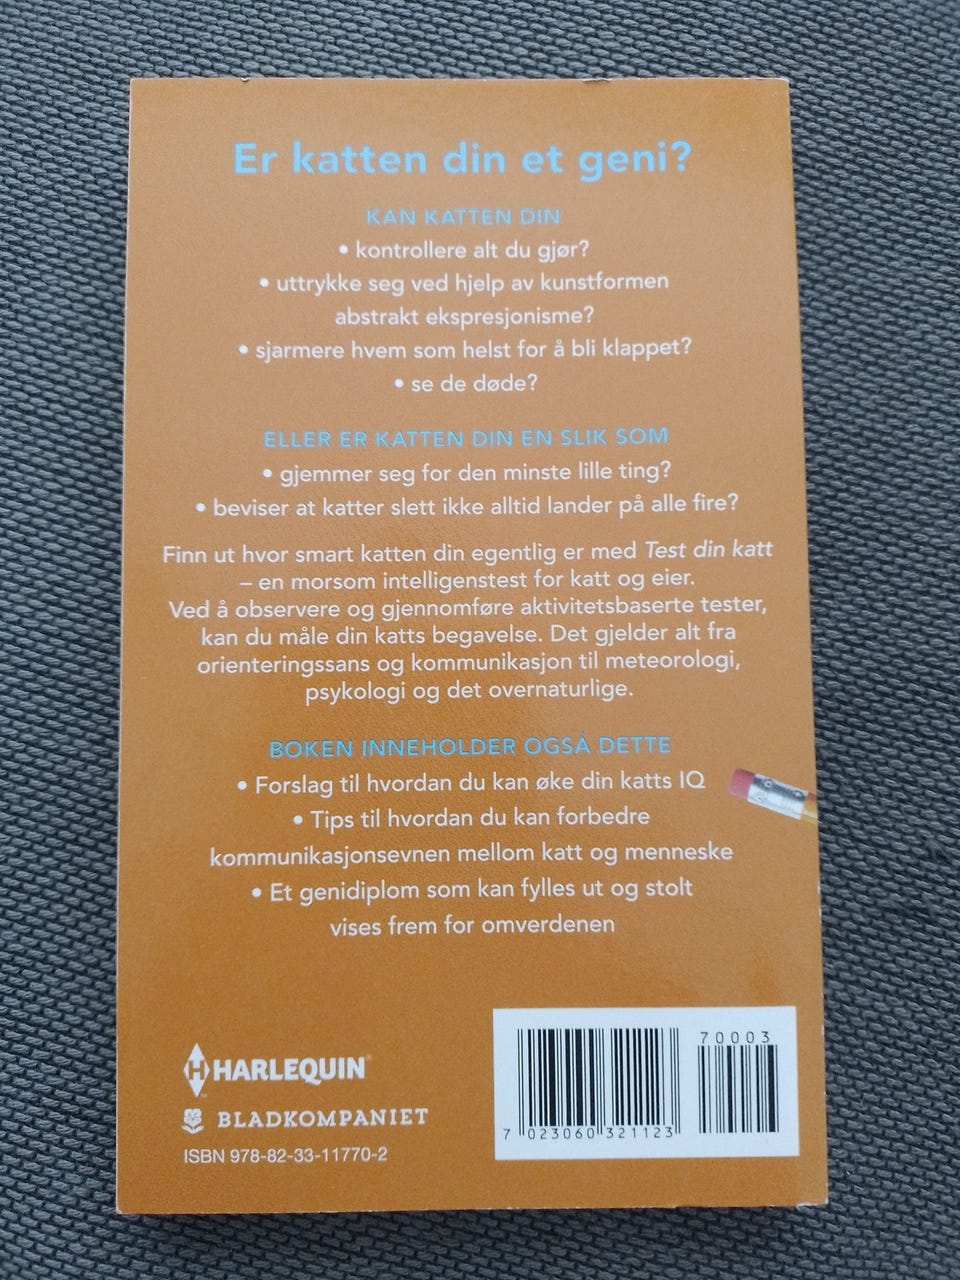 Er katten din et geni?
KAN KATTEN DIN
• kontrollere alt du gjør?
• uttrykke seg ved hjelp av kunstformen
abstrakt ekspresjonisme?
• sjarmere hvem som helst for å bli klappet?
• se de døde?
ELLER ER KATTEN DIN EN SLIK SOM
• gjemmer seg for den minste lille ting?
• beviser at katter slett ikke alltid lander på alle fire?
Finn ut hvor smart katten din egentlig er med Test din katt
– en morsom intelligenstest for katt og eier.
Ved å observere og gjennomføre aktivitetsbaserte tester,
kan du måle din katts begavelse. Det gjelder alt fra
orienteringssans og kommunikasjon til meteorologi,
psykologi og det overnaturlige.
BOKEN INNEHOLDER OGSÅ DETTE
• Forslag til hvordan du kan øke din katts IQ
• Tips til hvordan du kan forbedre
kommunikasjonsevnen mellom katt og menneske
• Et genidiplom som kan fylles ut og stolt
vises frem for omverdenen
H HARLEQUIN®
™
BLADKOMPANIET
ISBN 978-82-33-11770-2
70003
7 023060 321123